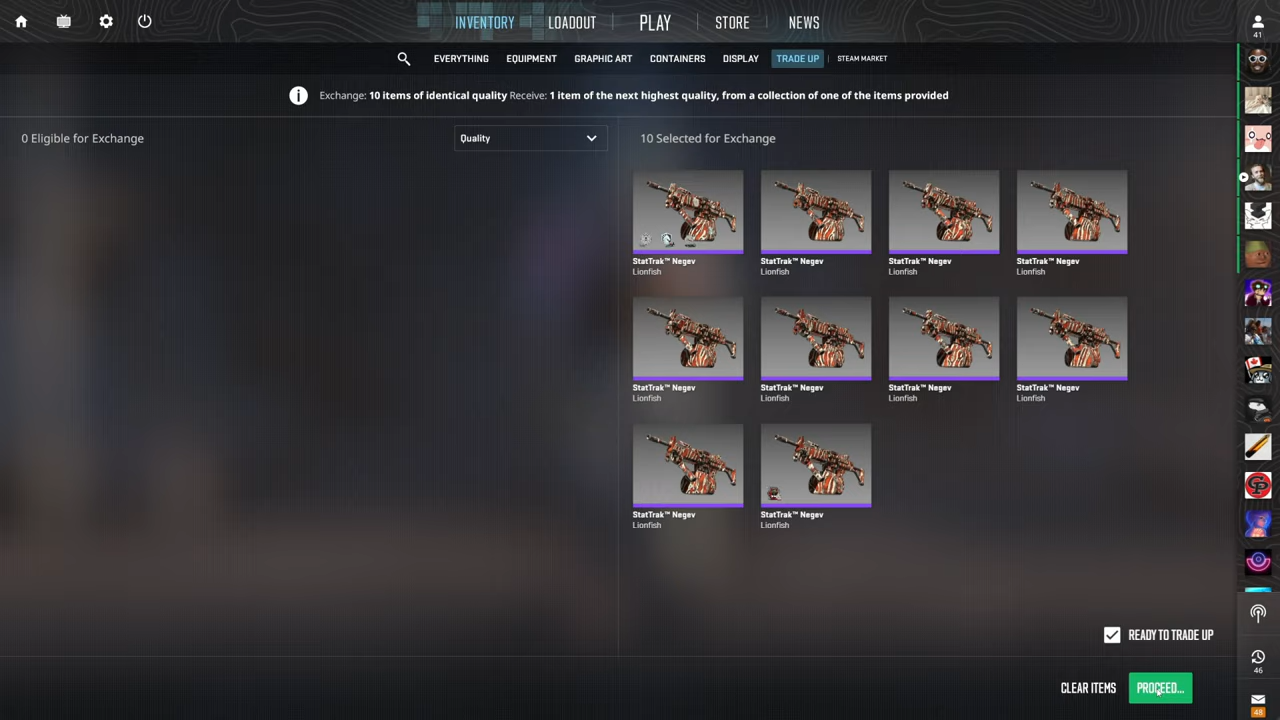 INVENTORY
LOADOUT
PLAY
STORE
NEWS
41
EVERYTHING
EQUIPMENT
GRAPHIC ART
CONTAINERS
DISPLAY
TRADE UP
STEAM MARKET
Exchange: 10 items of identical quality Receive: 1 item of the next highest quality, from a collection of one of the items provided
0 Eligible for Exchange
Quality
10 Selected for Exchange
StatTrak™ Negev
Lionfish
StatTrak™ Negev
Lionfish
StatTrak™ Negev
Lionfish
StatTrak™ Negev
Lionfish
StatTrak™ Negev
Lionfish
StatTrak™ Negev
Lionfish
StatTrak™ Negev
Lionfish
StatTrak™ Negev
Lionfish
StatTrak™ Negev
Lionfish
StatTrak™ Negev
Lionfish
READY TO TRADE UP
CLEAR ITEMS
PROCEED...
46
48